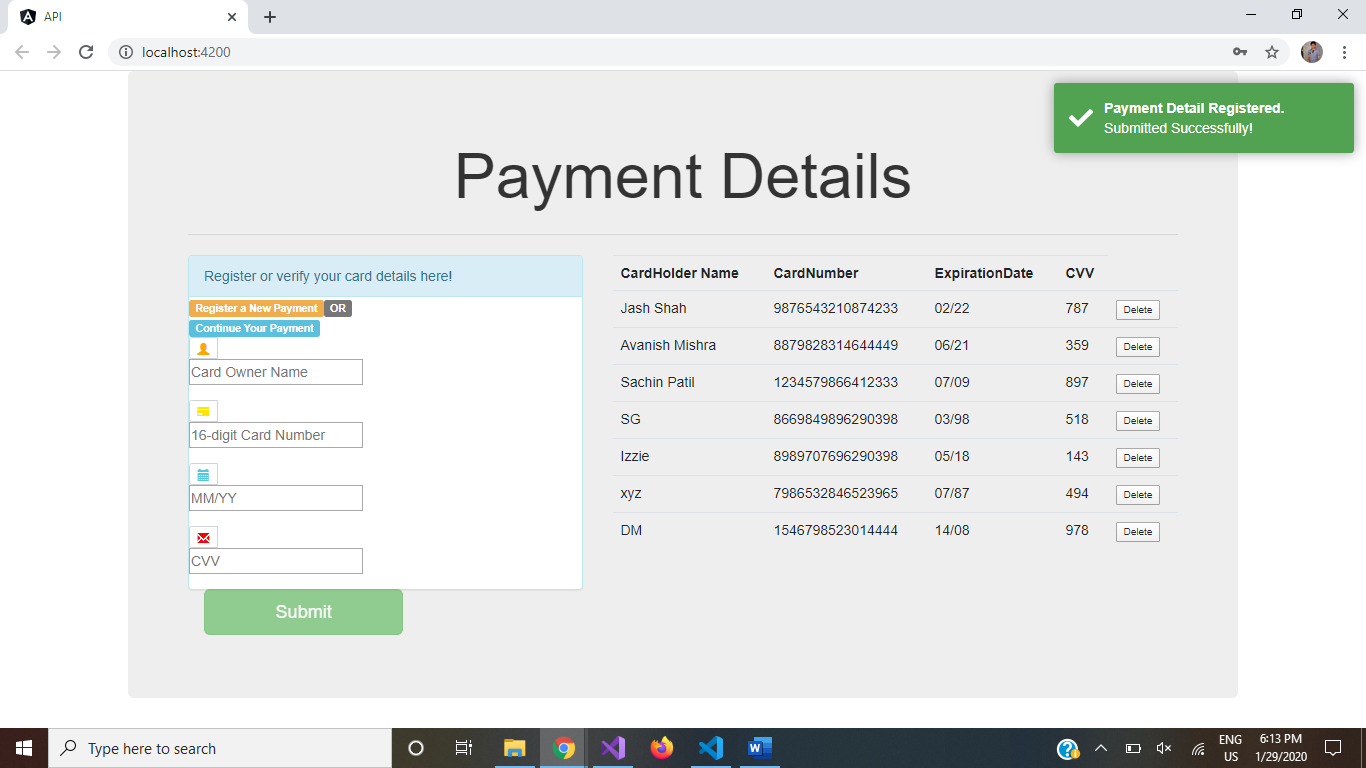 API
localhost:4200
Payment Detail Registered.
Submitted Successfully!
Payment Details
Register or verify your card details here!
Register a New Payment OR
Continue Your Payment
Card Owner Name
16-digit Card Number
MM/YY
CVV
Submit
CardHolder Name CardNumber ExpirationDate CVV
Jash Shah 9876543210874233 02/22 787 Delete
Avanish Mishra 8879828314644449 06/21 359 Delete
Sachin Patil 1234579866412333 07/09 897 Delete
SG 8669849896290398 03/98 518 Delete
Izzie 8989707696290398 05/18 143 Delete
xyz 7986532846523965 07/87 494 Delete
DM 1546798523014444 14/08 978 Delete
Type here to search
ENG
US
6:13 PM
1/29/2020